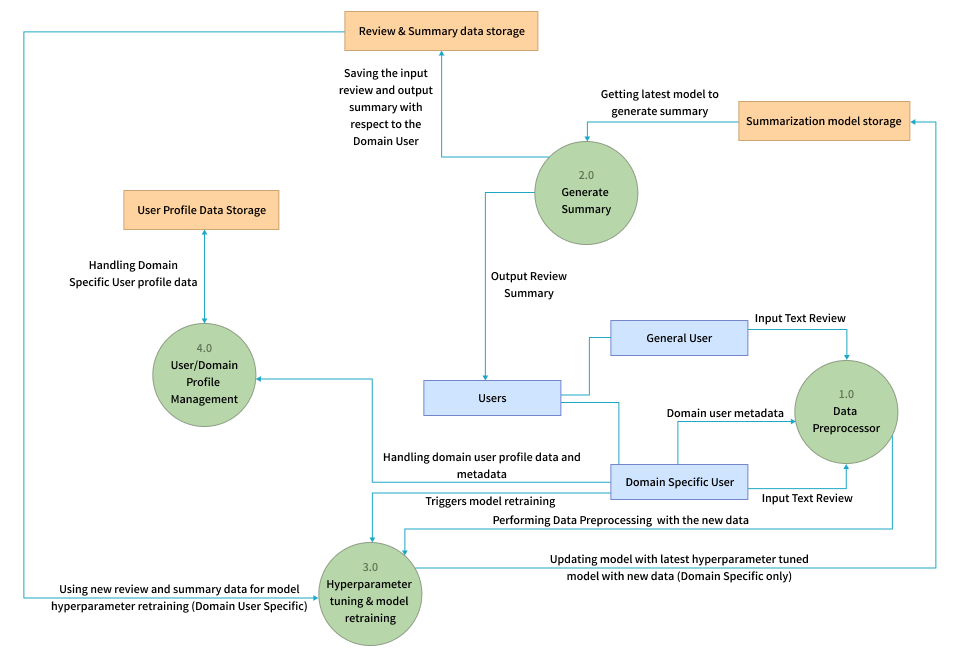 Review & Summary data storage
Saving the input
review and output
summary with
respect to the
Domain User
Getting latest model to
generate summary
Summarization model storage
2.0
Generate
Summary
User Profile Data Storage
Handling Domain
Specific User profile data
Output Review
Summary
Input Text Review
General User
4.0
User/Domain
Profile
Management
Users
1.0
Data
Preprocessor
Domain user metadata
Handling domain user profile data and
metadata
Domain Specific User
Input Text Review
Triggers model retraining
Performing Data Preprocessing with the new data
3.0
Hyperparameter
tuning & model
retraining
Updating model with latest hyperparameter tuned
model with new data (Domain Specific only)
Using new review and summary data for model
hyperparameter retraining (Domain User Specific)